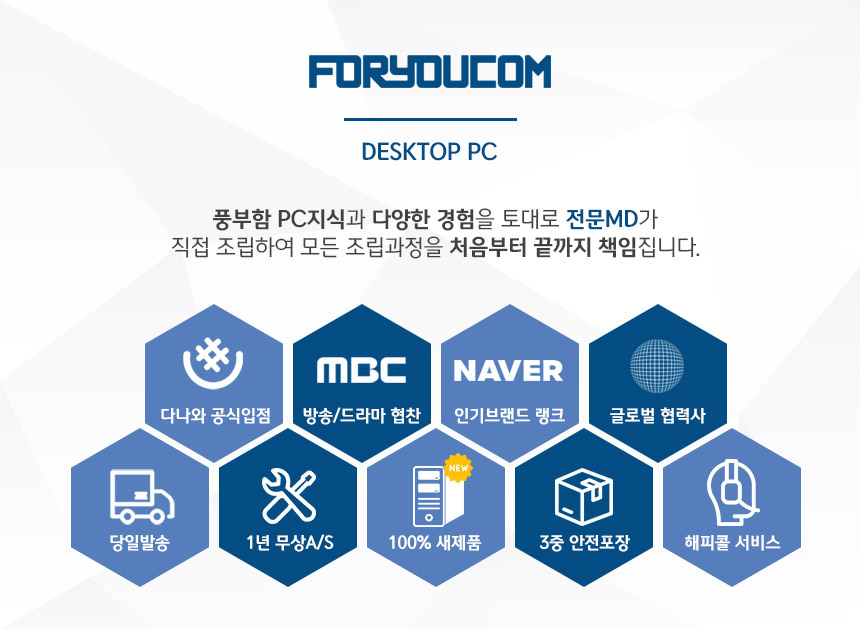 FORYOUCOM
DESKTOP PC
풍부함 PC지식과 다양한 경험을 토대로 전문MD가
직접 조립하여 모든 조립과정을 처음부터 끝까지 책임집니다.
다나와 공식입점
MBC
방송/드라마 협찬
NAVER
인기브랜드 랭크
글로벌 협력사
당일발송
1년 무상A/S
NEW
100% 새제품
3중 안전포장
해피콜 서비스